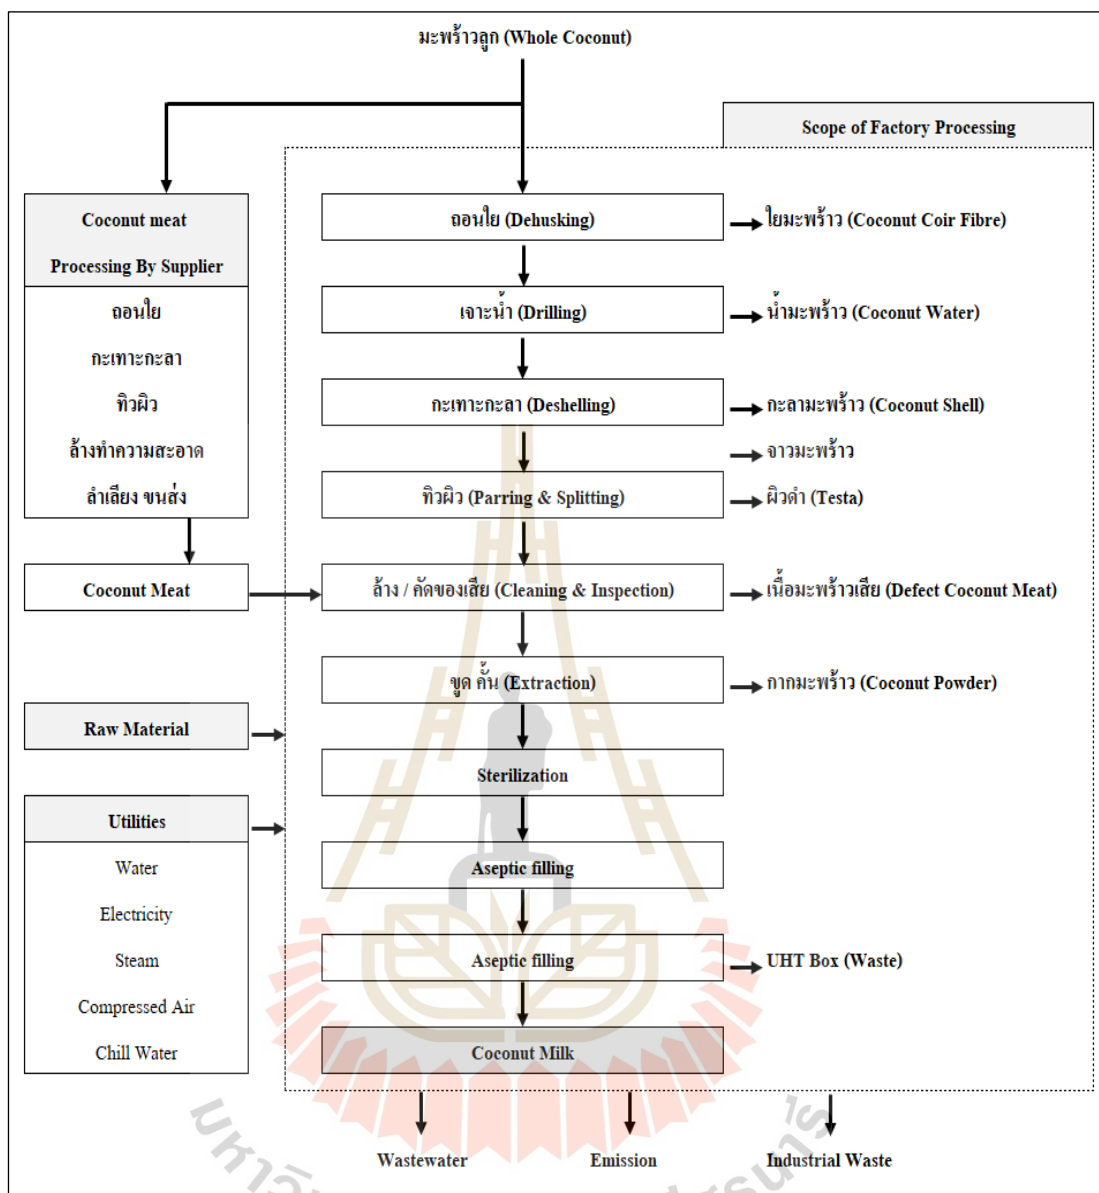 มะพร้าวลูก (Whole Coconut)
Scope of Factory Processing
Coconut meat
Processing By Supplier
ถอนใย
กะเทาะกะลา
ทิวผิว
ล้างทำความสะอาด
ลำเลียง ขนส่ง
Coconut Meat
Raw Material
Utilities
Water
Electricity
Steam
Compressed Air
Chill Water
ถอนใย (Dehusking)
ใยมะพร้าว (Coconut Coir Fibre)
เจาะน้ำ (Drilling)
น้ำมะพร้าว (Coconut Water)
กะเทาะกะลา (Deshelling)
กะลามะพร้าว (Coconut Shell)
จาวมะพร้าว
ทิวผิว (Parring & Splitting)
ผิวดำ (Testa)
ล้าง / คัดของเสีย (Cleaning & Inspection)
เนื้อมะพร้าวเสีย (Defect Coconut Meat)
ขูด คั้น (Extraction)
กากมะพร้าว (Coconut Powder)
Sterilization
Aseptic filling
Aseptic filling
UHT Box (Waste)
Coconut Milk
Wastewater
Emission
Industrial Waste